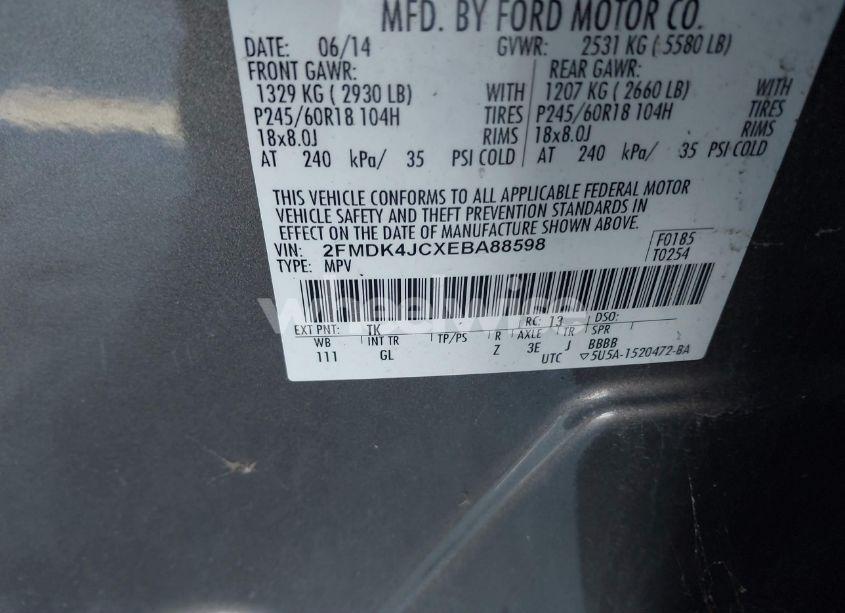 MFD. BY FORD MOTOR CO.
DATE: 06/14 GVWR: 2531 KG ( 5580 LB)
FRONT GAWR: REAR GAWR:
1329 KG ( 2930 LB) WITH 1207 KG ( 2660 LB) WITH
P245/60R18 104H TIRES P245/60R18 104H TIRES
18x8.0J RIMS 18x8.0J RIMS
AT 240 kPa/ 35 PSI COLD AT 240 kPa/ 35 PSI COLD
THIS VEHICLE CONFORMS TO ALL APPLICABLE FEDERAL MOTOR
VEHICLE SAFETY AND THEFT PREVENTION STANDARDS IN
EFFECT ON THE DATE OF MANUFACTURE SHOWN ABOVE.
VIN: 2FMDK4JCXEBA88598 F0185
TYPE: MPV T0254
wheelwise
EXT PNT: TK RC: 13 DSO:
WB INT TR TP/PS R AXLE TR SPR
111 GL Z 3E J BBBB
UTC ▽5U5A-1520472-BA